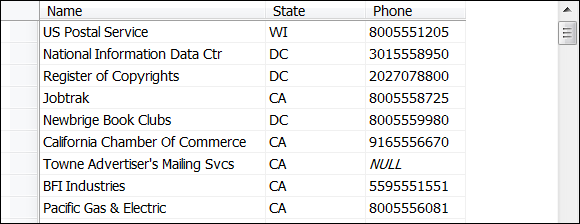 Name State Phone
US Postal Service WI 8005551205
National Information Data Ctr DC 3015558950
Register of Copyrights DC 2027078800
Jobtrak CA 8005558725
Newbrige Book Clubs DC 8005559980
California Chamber Of Commerce CA 9165556670
Towne Advertiser's Mailing Svcs CA NULL
BFI Industries CA 5595551551
Pacific Gas & Electric CA 8005556081